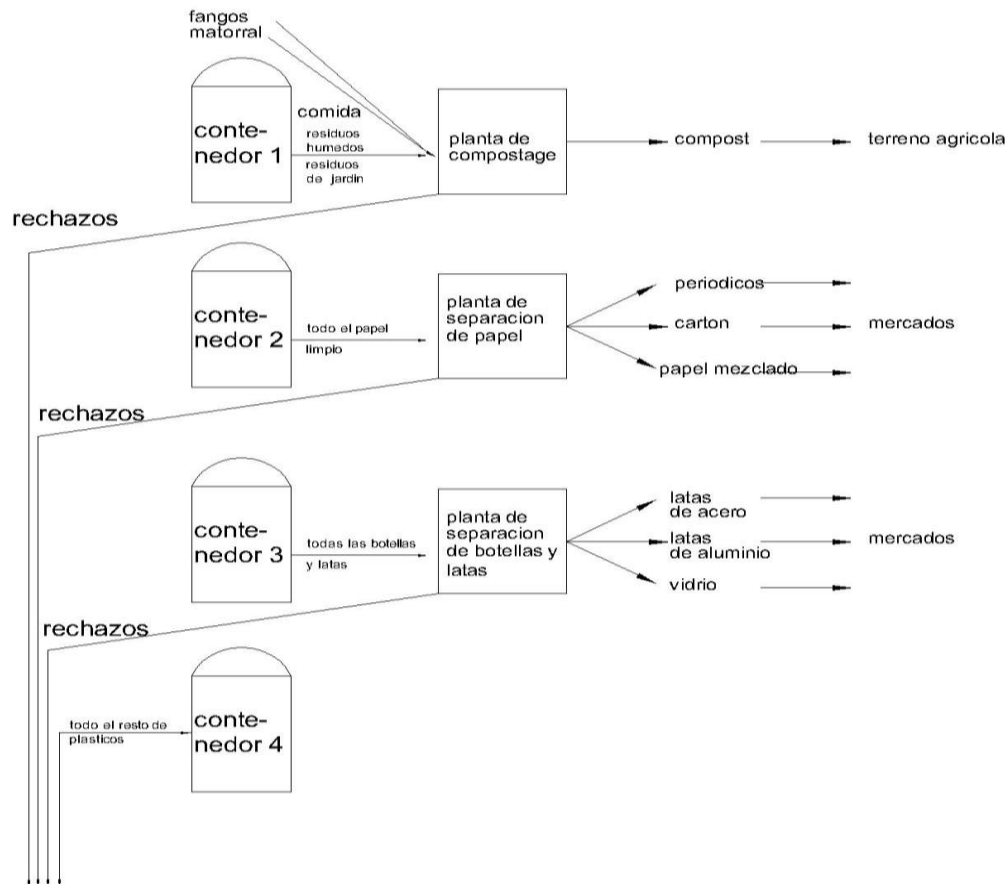 fangos
matorral
conte-
nedor 1
comida
residuos
humedos
residuos
de jardin
planta de
compostage
compost
terreno agricola
rechazos
conte-
nedor 2
todo el papel
limpio
planta de
separacion
de papel
periodicos
carton
mercados
papel mezclado
rechazos
conte-
nedor 3
todas las botellas
y latas
planta de
separacion
de botellas y
latas
latas
de acero
latas
de aluminio
mercados
vidrio
rechazos
todo el resto de
plasticos
conte-
nedor 4